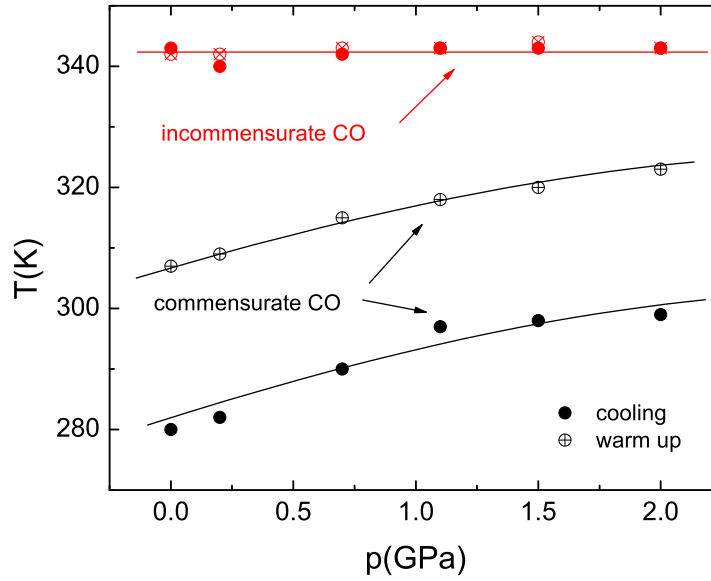 340
incommensurate CO
320
T(K)
commensurate CO
300
cooling
warm up
280
0.0 0.5 1.0 1.5 2.0
p(GPa)